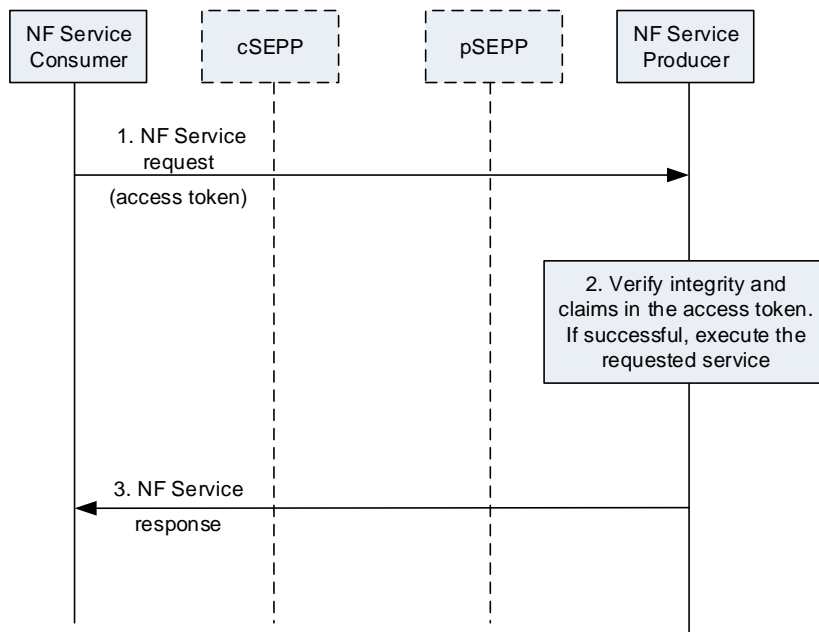 NF Service
Consumer
cSEPP
pSEPP
NF Service
Producer
1. NF Service
request
(access token)
2. Verify integrity and
claims in the access token.
If successful, execute the
requested service
3. NF Service
response